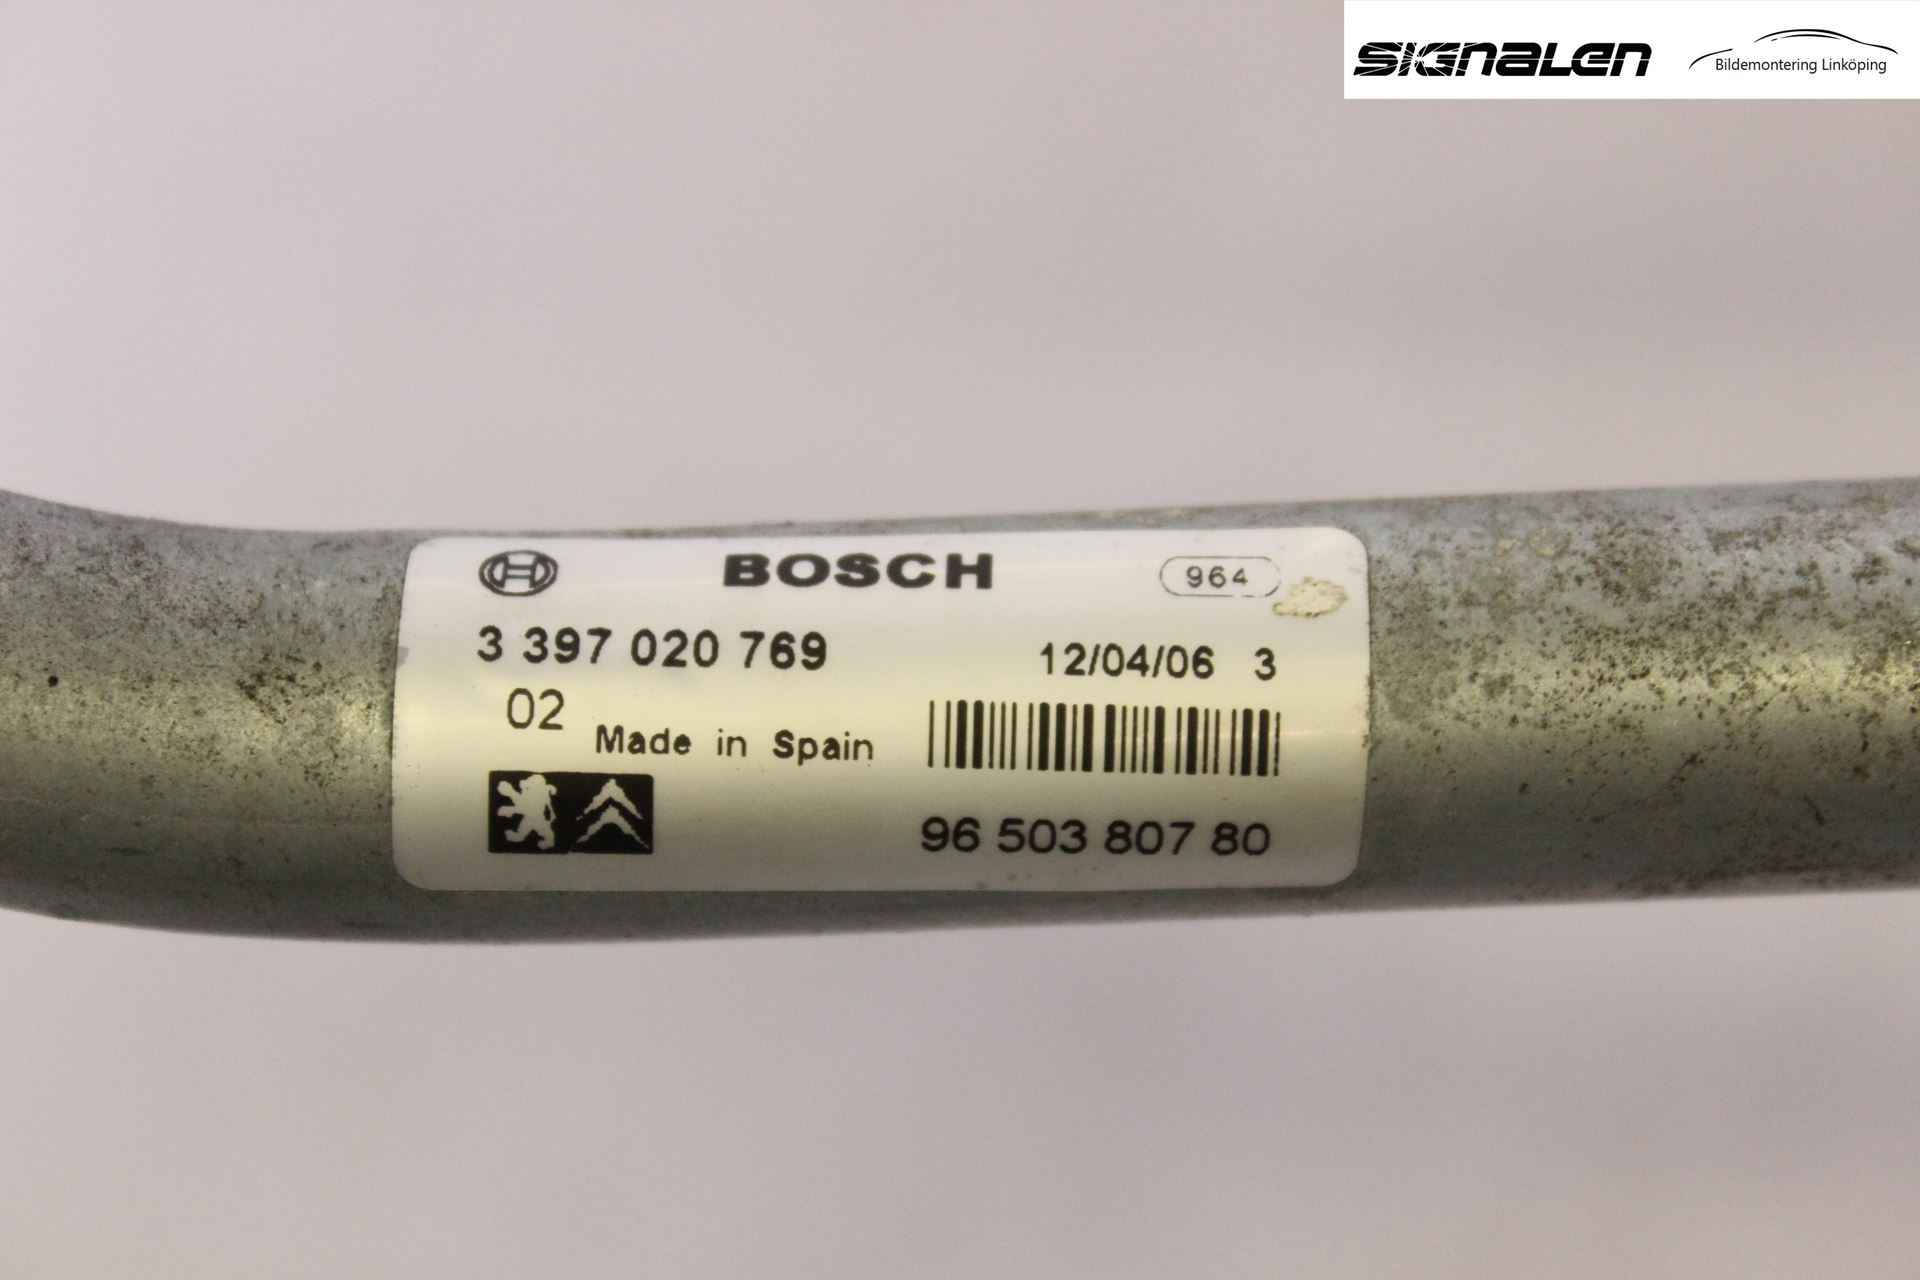 SIGNALEN
Bildemontering Linköping
BOSCH 964
3 397 020 769 12/04/06 3
02 Made in Spain
96 503 807 80